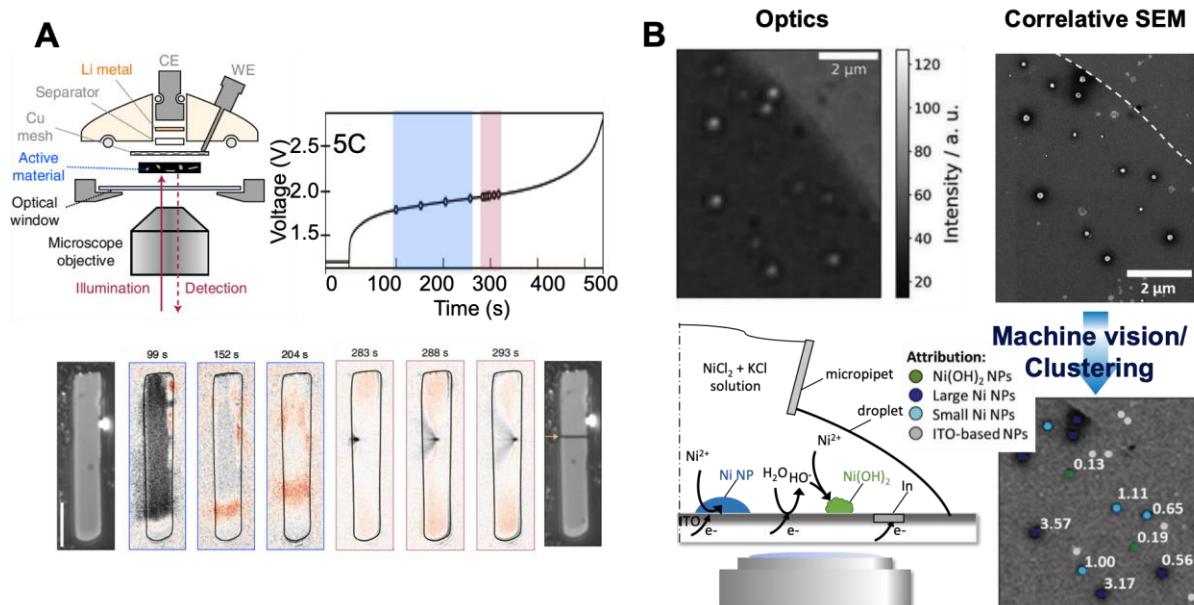 A
CE
WE
Li metal
Separator
Cu
mesh
Active
material
Optical
window
Microscope
objective
Illumination
Detection
5C
Voltage (V)
2.5
2.0
1.5
0
100
200
300
400
500
Time (s)
99 s
152 s
204 s
283 s
288 s
293 s
B
Optics
Correlative SEM
2 μm
120
100
80
60
40
20
Intensity / a. u.
2 μm
Machine vision/
Clustering
NiCl2 + KCl
solution
micropipet
droplet
Attribution:
Ni(OH)2 NPs
Large Ni NPs
Small Ni NPs
ITO-based NPs
Ni2+
Ni NP
H2O
HO-
Ni2+
Ni(OH)2
In
ITO
e-
e-
e-
0.13
1.11
0.65
3.57
0.19
1.00
0.56
3.17